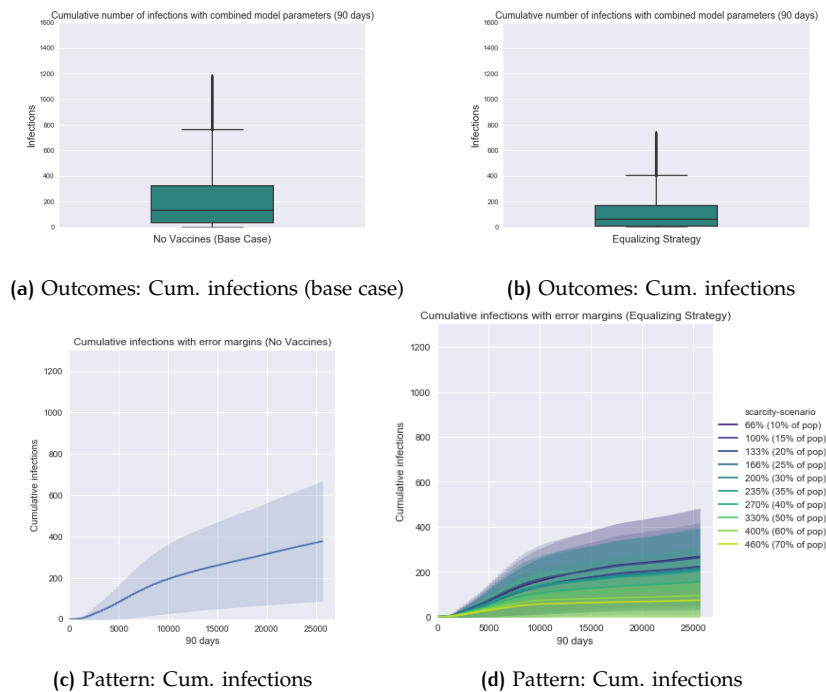 Cumulative number of infections with combined model parameters (90 days)
1600
1400
1200
1000
800
600
400
200
0
Infections
No Vaccines (Base Case)
Cumulative number of infections with combined model parameters (90 days)
1600
1400
1200
1000
800
600
400
200
0
Infections
Equalizing Strategy
(a) Outcomes: Cum. infections (base case)
(b) Outcomes: Cum. infections
Cumulative infections with error margins (No Vaccines)
1200
1000
800
600
400
200
0
Cumulative infections
0 5000 10000 15000 20000 25000
90 days
Cumulative infections with error margins (Equalizing Strategy)
1200
1000
800
600
400
200
0
Cumulative infections
0 5000 10000 15000 20000 25000
90 days
scarcity-scenario
66% (10% of pop)
100% (15% of pop)
133% (20% of pop)
166% (25% of pop)
200% (30% of pop)
235% (35% of pop)
270% (40% of pop)
330% (50% of pop)
400% (60% of pop)
460% (70% of pop)
(c) Pattern: Cum. infections
(d) Pattern: Cum. infections